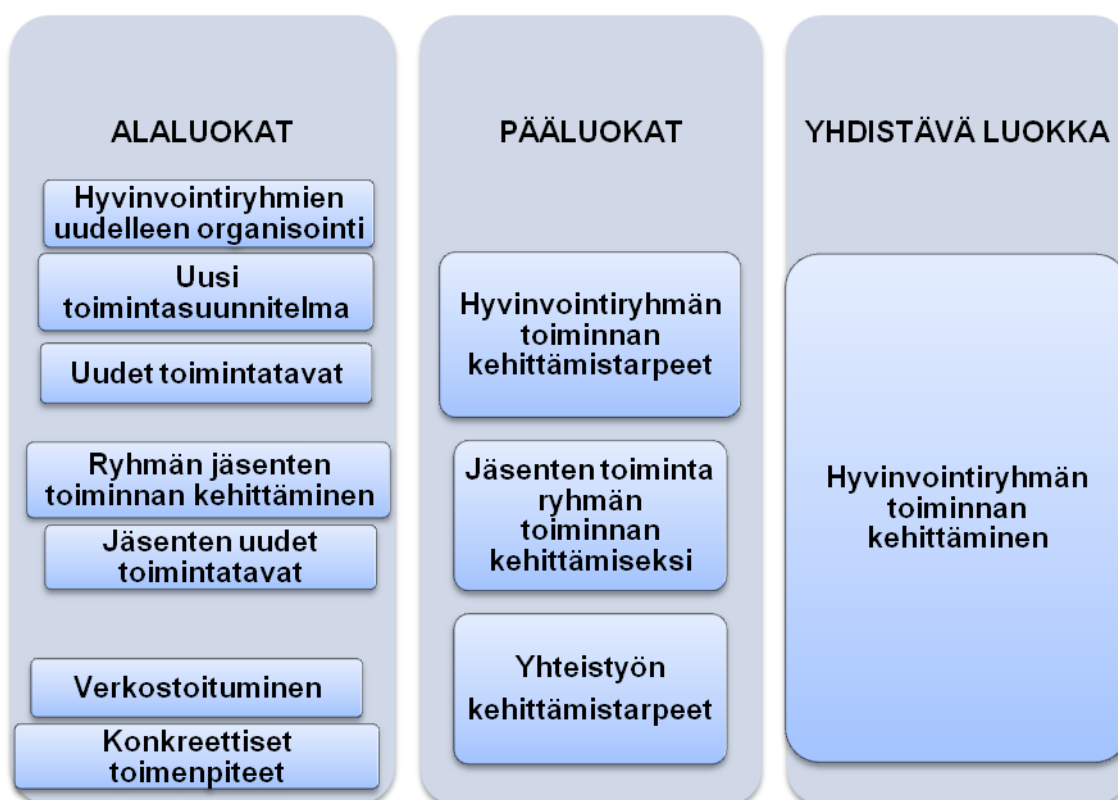 ALALUOKAT
Hyvinvointiryhmien
uudelleen organisointi
Uusi
toimintasuunnitelma
Uudet toimintatavat
Ryhmän jäsenten
toiminnan kehittäminen
Jäsenten uudet
toimintatavat
Verkostoituminen
Konkreettiset
toimenpiteet
PÄÄLUOKAT
Hyvinvointiryhmän
toiminnan
kehittämistarpeet
Jäsenten toiminta
ryhmän
toiminnan
kehittämiseksi
Yhteistyön
kehittämistarpeet
YHDISTÄVÄ LUOKKA
Hyvinvointiryhmän
toiminnan
kehittäminen